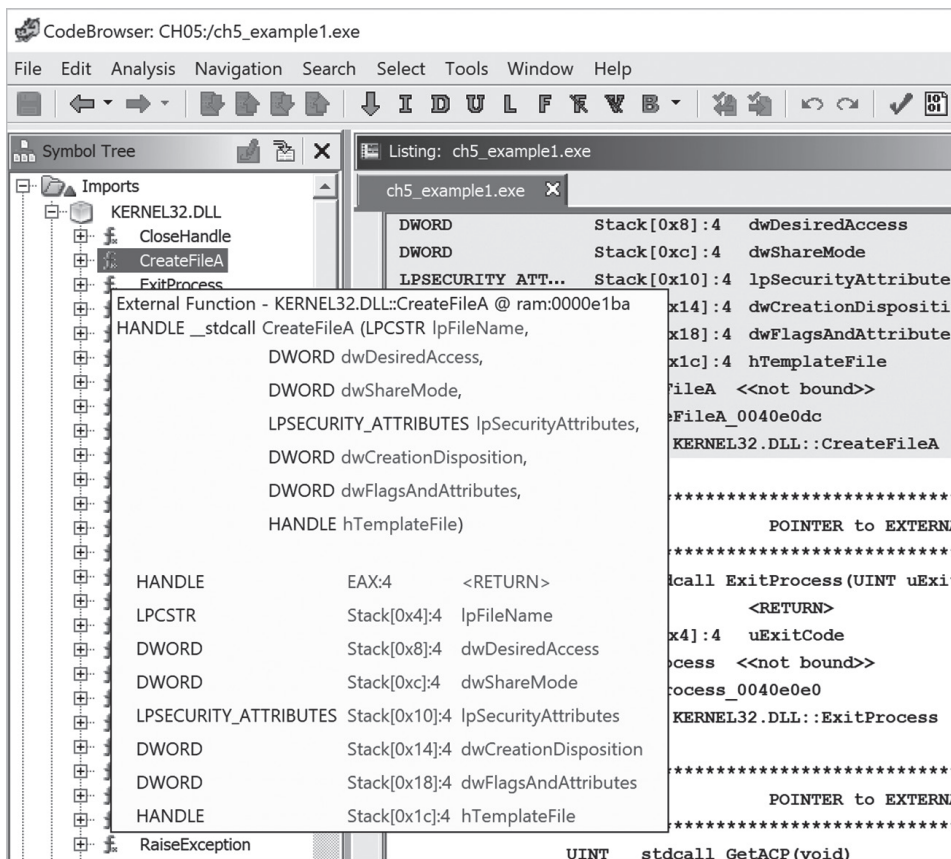 CodeBrowser: CH05:/ch5_example1.exe
File Edit Analysis Navigation Search Select Tools Window Help
I D U L F R V B
Symbol Tree
Imports
KERNEL32.DLL
CloseHandle
CreateFileA
ExitProcess
External Function - KERNEL32.DLL::CreateFileA @ ram:0000e1ba
HANDLE __stdcall CreateFileA (LPCSTR lpFileName,
DWORD dwDesiredAccess,
DWORD dwShareMode,
LPSECURITY_ATTRIBUTES lpSecurityAttributes,
DWORD dwCreationDisposition,
DWORD dwFlagsAndAttributes,
HANDLE hTemplateFile)
HANDLE EAX:4 <RETURN>
LPCSTR Stack[0x4]:4 lpFileName
DWORD Stack[0x8]:4 dwDesiredAccess
DWORD Stack[0xc]:4 dwShareMode
LPSECURITY_ATTRIBUTES Stack[0x10]:4 lpSecurityAttributes
DWORD Stack[0x14]:4 dwCreationDisposition
DWORD Stack[0x18]:4 dwFlagsAndAttributes
HANDLE Stack[0x1c]:4 hTemplateFile
RaiseException
Listing: ch5_example1.exe
ch5_example1.exe
DWORD Stack[0x8]:4 dwDesiredAccess
DWORD Stack[0xc]:4 dwShareMode
LPSECURITY_ATT... Stack[0x10]:4 lpSecurityAttribute
x14]:4 dwCreationDispositi
x18]:4 dwFlagsAndAttribute
x1c]:4 hTemplateFile
FileA <<not bound>>
eFileA_0040e0dc
KERNEL32.DLL::CreateFileA
****************************
POINTER to EXTERNA
****************************
dcall ExitProcess(UINT uExi
<RETURN>
x4]:4 uExitCode
ocess <<not bound>>
rocess_0040e0e0
KERNEL32.DLL::ExitProcess
****************************
POINTER to EXTERNA
****************************
UINT stdcall GetACP(void)